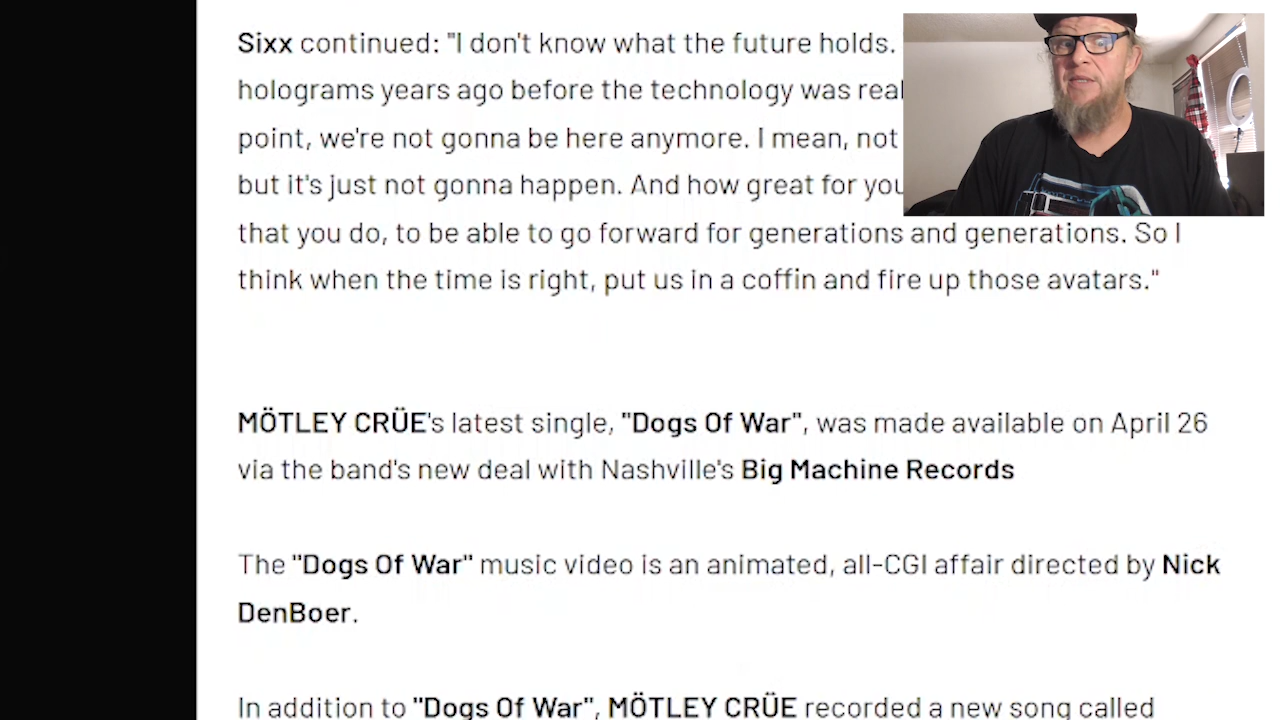 Sixx continued: "I don't know what the future holds.
holograms years ago before the technology was real
point, we're not gonna be here anymore. I mean, not
but it's just not gonna happen. And how great for you
that you do, to be able to go forward for generations and generations. So I
think when the time is right, put us in a coffin and fire up those avatars."
MÖTLEY CRÜE's latest single, "Dogs Of War", was made available on April 26
via the band's new deal with Nashville's Big Machine Records
The "Dogs Of War" music video is an animated, all-CGI affair directed by Nick
DenBoer.
In addition to "Dogs Of War", MÖTLEY CRÜE recorded a new song called